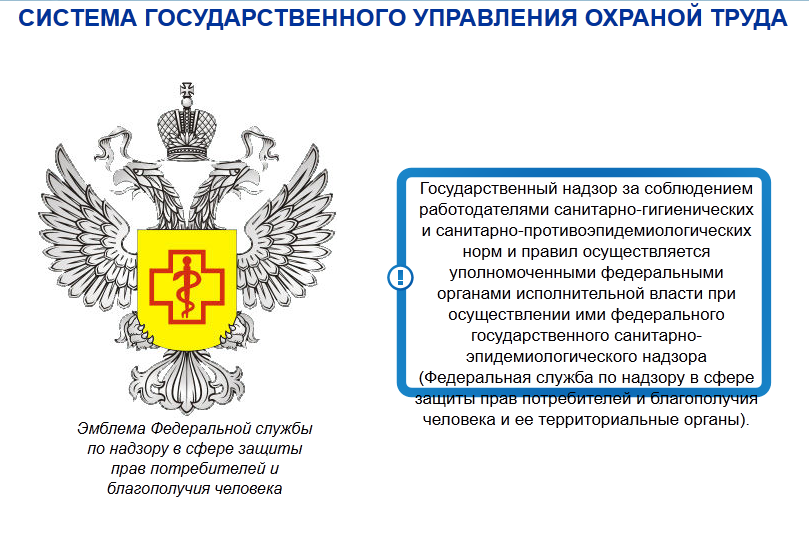 СИСТЕМА ГОСУДАРСТВЕННОГО УПРАВЛЕНИЯ ОХРАНОЙ ТРУДА
Государственный надзор за соблюдением
работодателями санитарно-гигиенических
и санитарно-противоэпидемиологических
норм и правил осуществляется
уполномоченными федеральными
органами исполнительной власти при
осуществлении ими федерального
государственного санитарно-
эпидемиологического надзора
(Федеральная служба по надзору в сфере
защиты прав потребителей и благополучия
человека и ее территориальные органы).
Эмблема Федеральной службы
по надзору в сфере защиты
прав потребителей и
благополучия человека